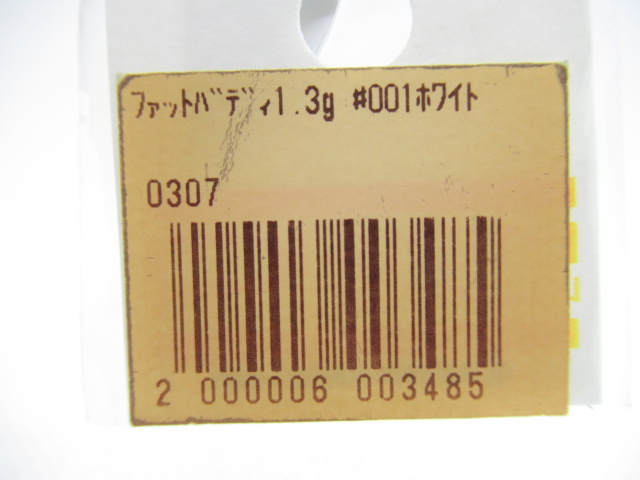 ﾌｧｯﾄﾊﾞﾃﾞｨ1.3g #001ﾎﾜｲﾄ
0307
2 000006 003485